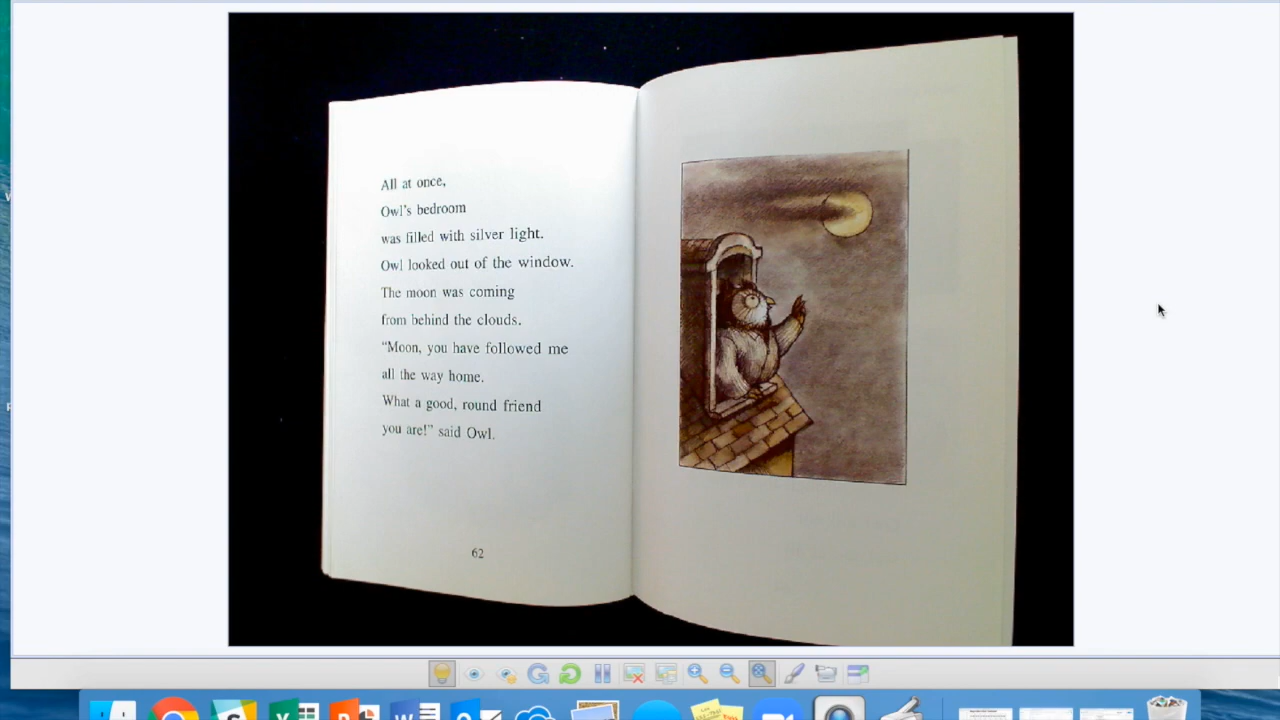 All at once,
Owl's bedroom
was filled with silver light.
Owl looked out of the window.
The moon was coming
from behind the clouds.
“Moon, you have followed me
all the way home.
What a good, round friend
you are!” said Owl.
62